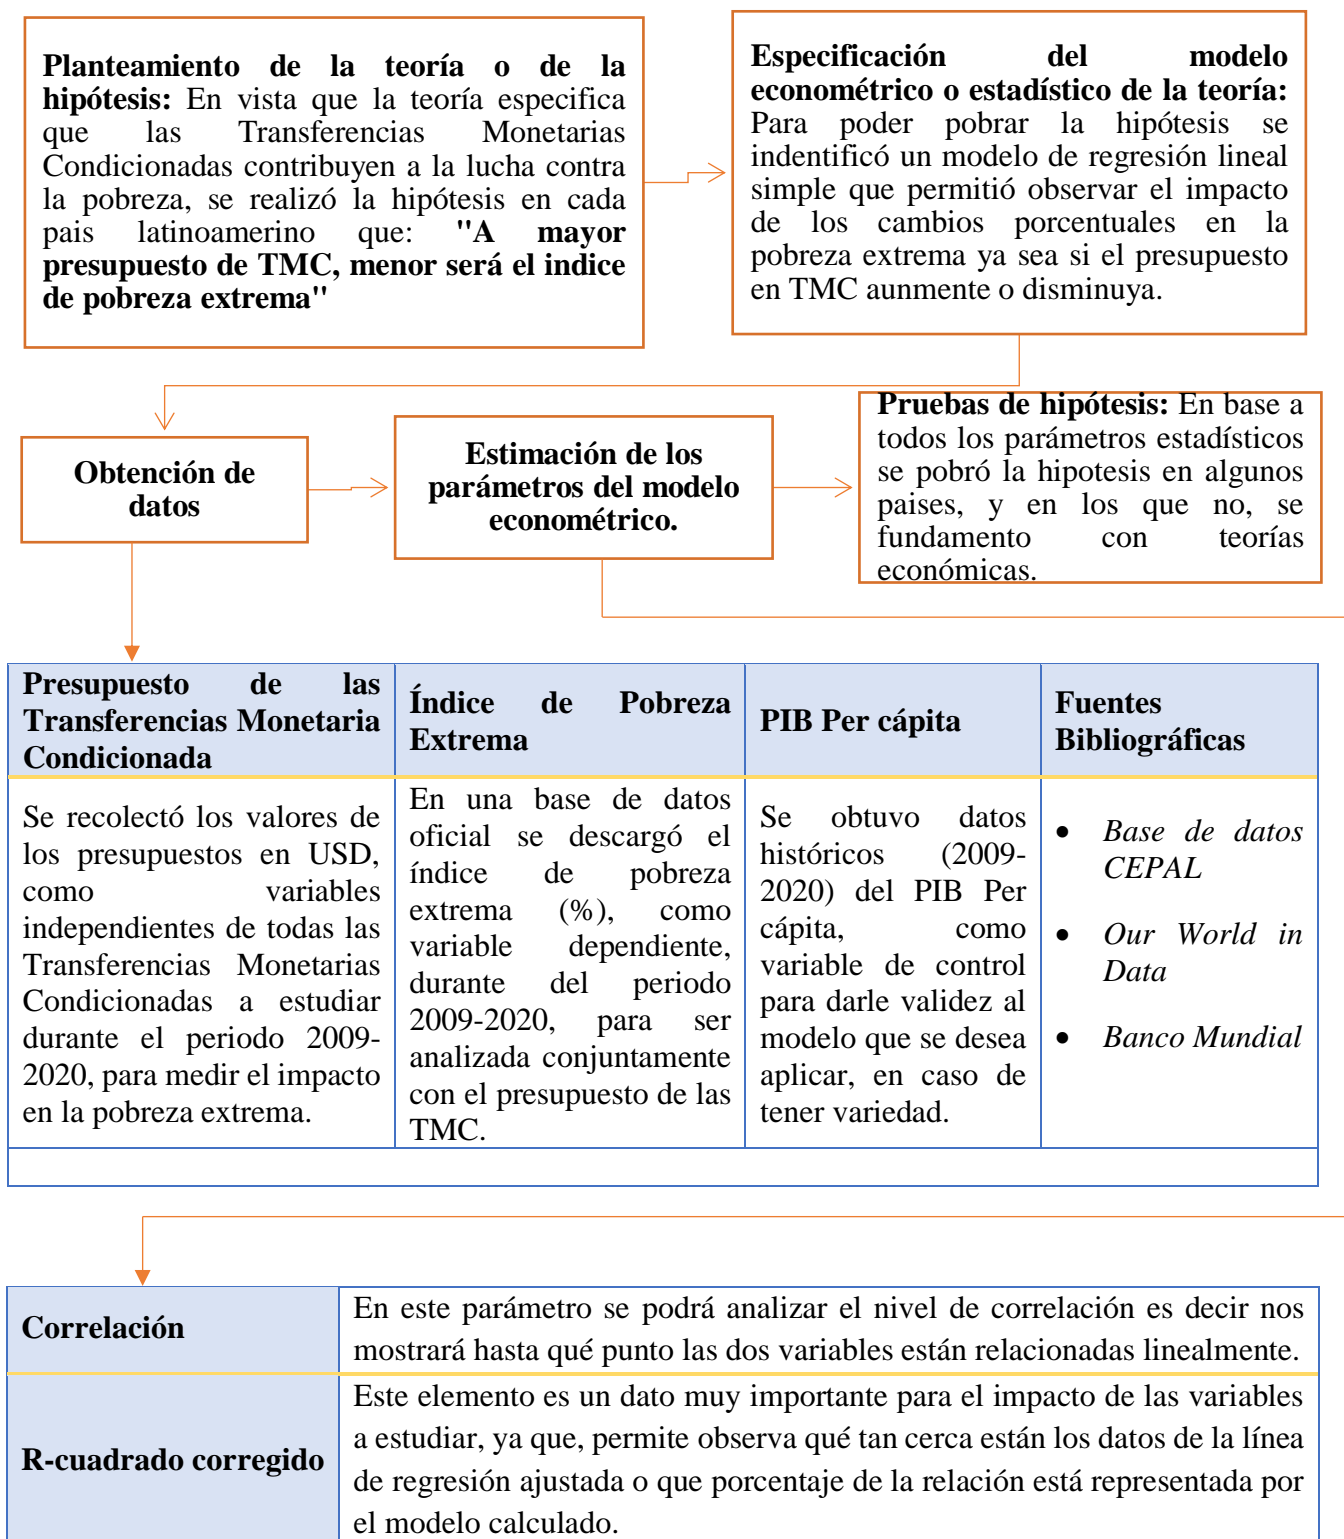 Planteamiento de la teoría o de la
hipótesis: En vista que la teoría especifica
que las Transferencias Monetarias
Condicionadas contribuyen a la lucha contra
la pobreza, se realizó la hipótesis en cada
pais latinoamerino que: "A mayor
presupuesto de TMC, menor será el indice
de pobreza extrema"
Especificación del modelo
econométrico o estadístico de la teoría:
Para poder pobrar la hipótesis se
indentificó un modelo de regresión lineal
simple que permitió observar el impacto
de los cambios porcentuales en la
pobreza extrema ya sea si el presupuesto
en TMC aunmente o disminuya.
Obtención de
datos
Estimación de los
parámetros del modelo
econométrico.
Pruebas de hipótesis: En base a
todos los parámetros estadísticos
se pobró la hipotesis en algunos
paises, y en los que no, se
fundamento con teorías
económicas.
Presupuesto de las
Transferencias Monetaria
Condicionada
Índice de Pobreza
Extrema
PIB Per cápita
Fuentes
Bibliográficas
Se recolectó los valores de
los presupuestos en USD,
como variables
independientes de todas las
Transferencias Monetarias
Condicionadas a estudiar
durante el periodo 2009-
2020, para medir el impacto
en la pobreza extrema.
En una base de datos
oficial se descargó el
índice de pobreza
extrema (%), como
variable dependiente,
durante del periodo
2009-2020, para ser
analizada conjuntamente
con el presupuesto de las
TMC.
Se obtuvo datos
históricos (2009-
2020) del PIB Per
cápita, como
variable de control
para darle validez al
modelo que se desea
aplicar, en caso de
tener variedad.
• Base de datos
CEPAL
• Our World in
Data
• Banco Mundial
Correlación
En este parámetro se podrá analizar el nivel de correlación es decir nos
mostrará hasta qué punto las dos variables están relacionadas linealmente.
R-cuadrado corregido
Este elemento es un dato muy importante para el impacto de las variables
a estudiar, ya que, permite observa qué tan cerca están los datos de la línea
de regresión ajustada o que porcentaje de la relación está representada por
el modelo calculado.